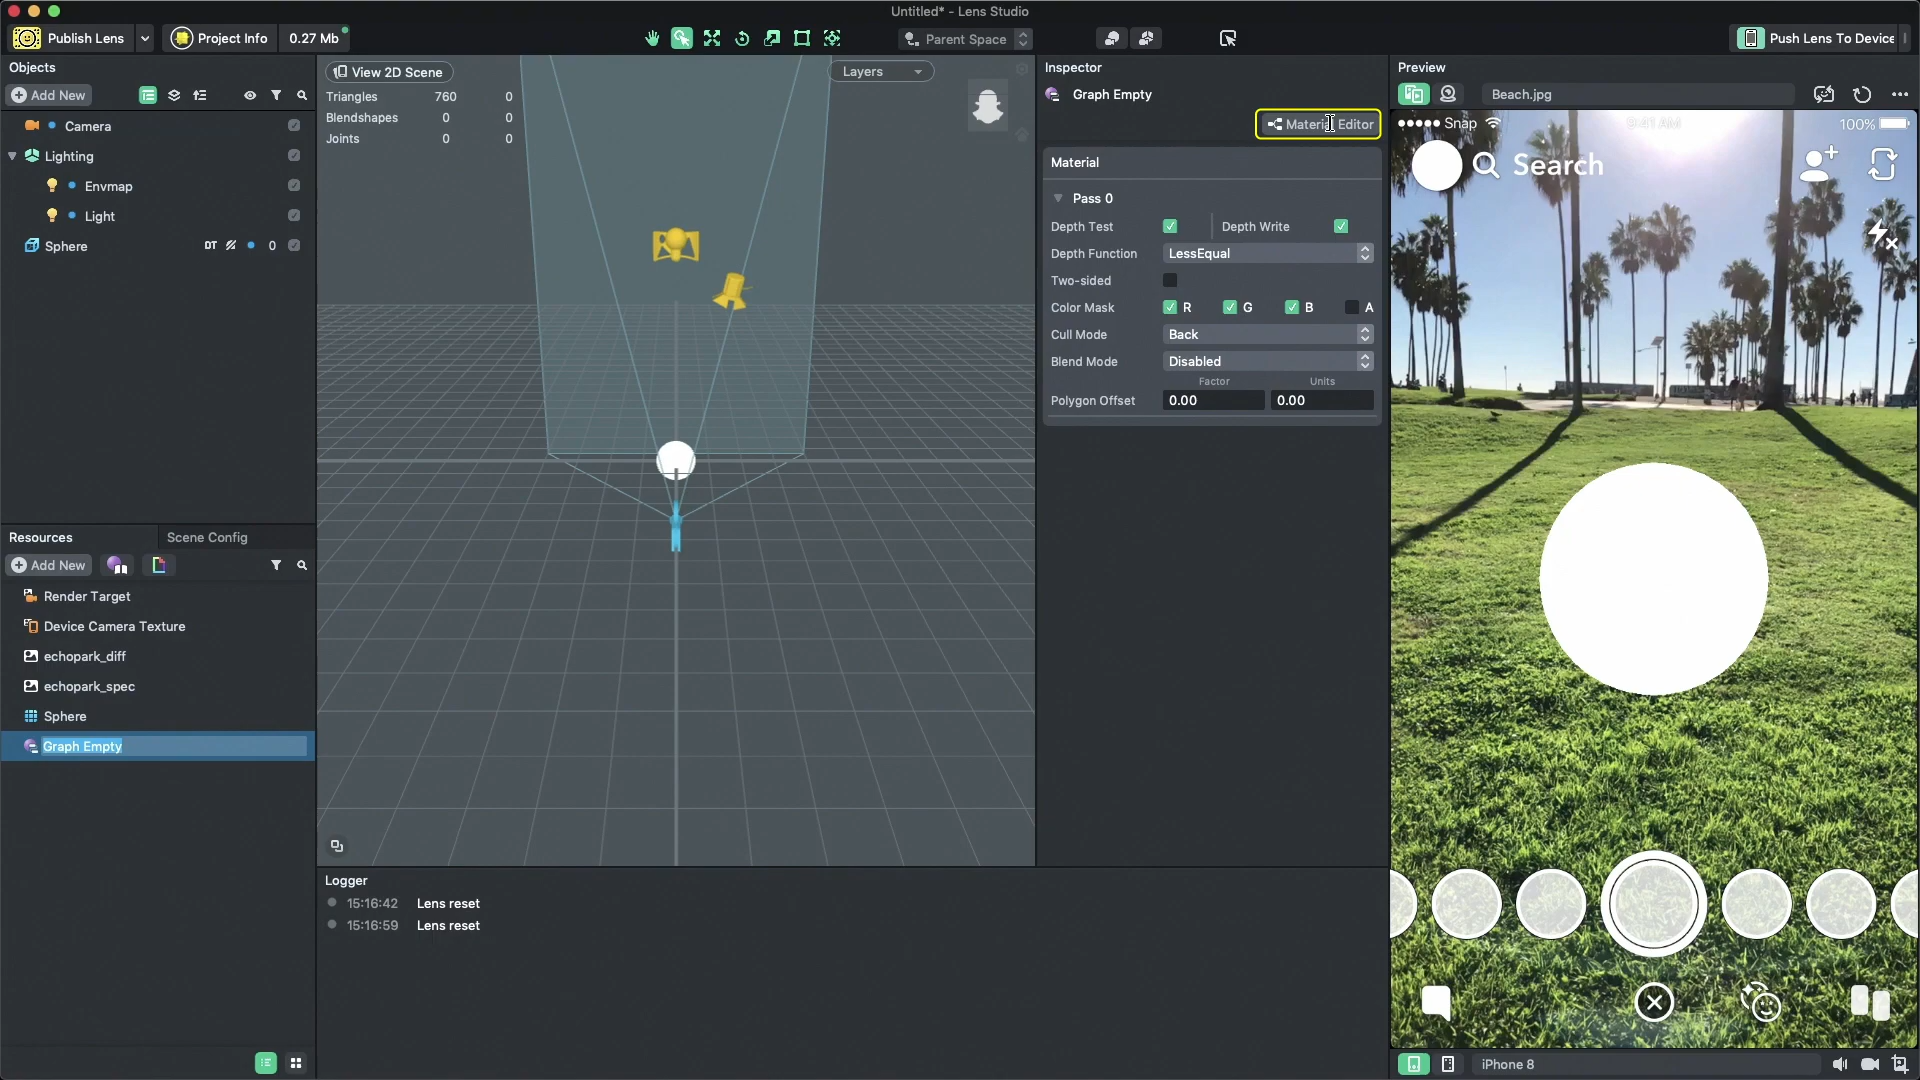 Untitled* - Lens Studio
Publish Lens
Project Info
0.27 Mb
Parent Space
Push Lens To Device
Objects
Add New
Camera
Lighting
Envmap
Light
Sphere
DT
0
Resources
Scene Config
Add New
Render Target
Device Camera Texture
echopark_diff
echopark_spec
Sphere
Graph Empty
View 2D Scene
Layers
Triangles 760 0
Blendshapes 0 0
Joints 0 0
Logger
15:16:42 Lens reset
15:16:59 Lens reset
Inspector
Graph Empty
Material Editor
Material
Pass 0
Depth Test
Depth Write
Depth Function LessEqual
Two-sided
Color Mask R G B A
Cull Mode Back
Blend Mode Disabled
Factor Units
Polygon Offset 0.00 0.00
Preview
Beach.jpg
Snap
9:41 AM
100%
Search
iPhone 8